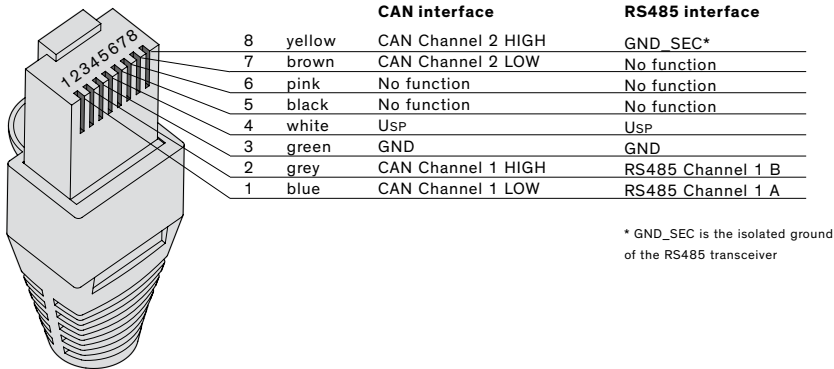 CAN interface RS485 interface
8 yellow CAN Channel 2 HIGH GND_SEC*
7 brown CAN Channel 2 LOW No function
6 pink No function No function
5 black No function No function
4 white USP USP
3 green GND GND
2 grey CAN Channel 1 HIGH RS485 Channel 1 B
1 blue CAN Channel 1 LOW RS485 Channel 1 A
* GND_SEC is the isolated ground
of the RS485 transceiver
12345678